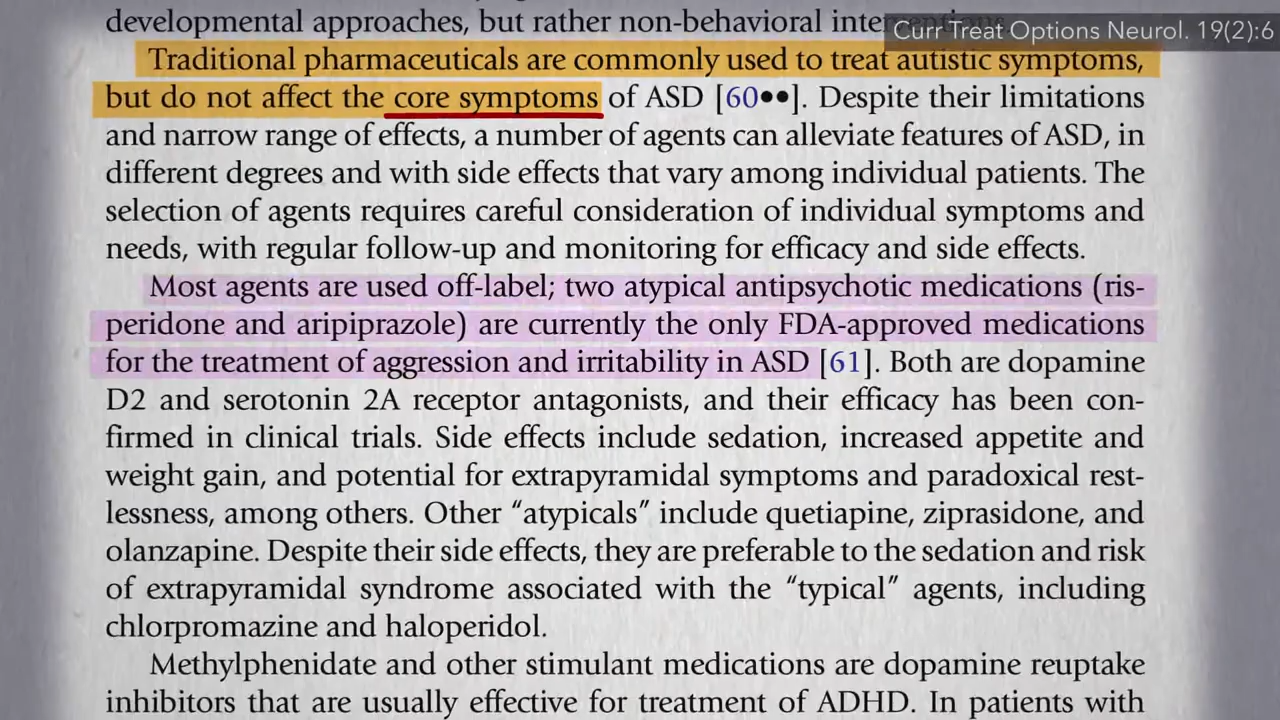 developmental approaches, but rather non-behavioral interventions.
Curr Treat Options Neurol. 19(2):6
Traditional pharmaceuticals are commonly used to treat autistic symptoms,
but do not affect the core symptoms of ASD [60●●]. Despite their limitations
and narrow range of effects, a number of agents can alleviate features of ASD, in
different degrees and with side effects that vary among individual patients. The
selection of agents requires careful consideration of individual symptoms and
needs, with regular follow-up and monitoring for efficacy and side effects.
Most agents are used off-label; two atypical antipsychotic medications (ris-
peridone and aripiprazole) are currently the only FDA-approved medications
for the treatment of aggression and irritability in ASD [61]. Both are dopamine
D2 and serotonin 2A receptor antagonists, and their efficacy has been con-
firmed in clinical trials. Side effects include sedation, increased appetite and
weight gain, and potential for extrapyramidal symptoms and paradoxical rest-
lessness, among others. Other “atypicals” include quetiapine, ziprasidone, and
olanzapine. Despite their side effects, they are preferable to the sedation and risk
of extrapyramidal syndrome associated with the “typical” agents, including
chlorpromazine and haloperidol.
Methylphenidate and other stimulant medications are dopamine reuptake
inhibitors that are usually effective for treatment of ADHD. In patients with